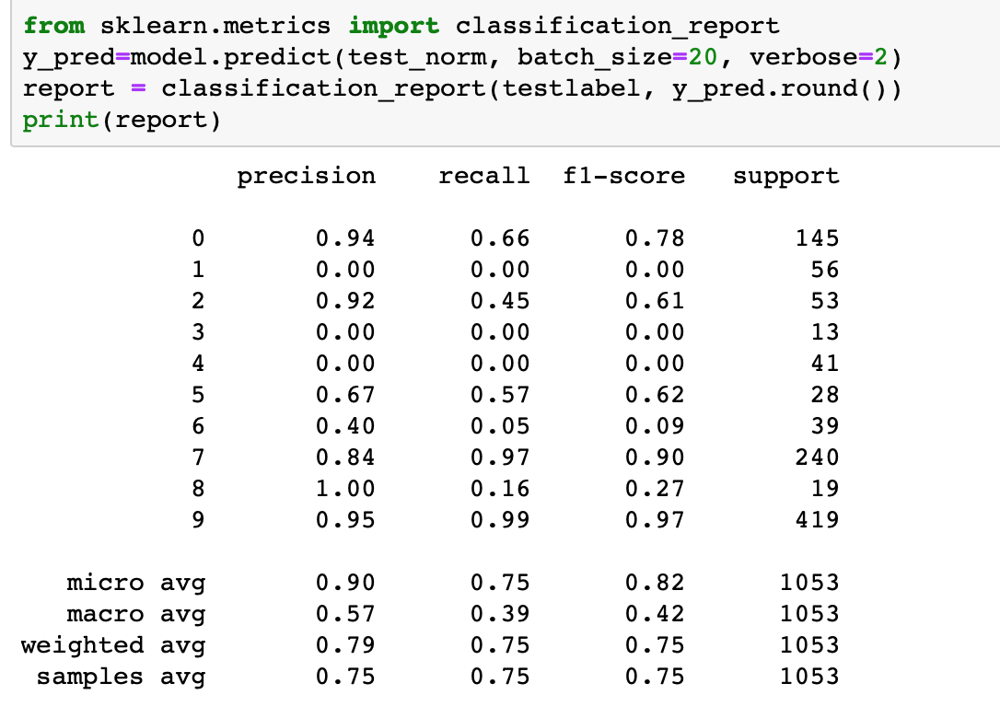 from sklearn.metrics import classification_report
y_pred=model.predict(test_norm, batch_size=20, verbose=2)
report = classification_report(testlabel, y_pred.round())
print(report)
precision recall f1-score support
0 0.94 0.66 0.78 145
1 0.00 0.00 0.00 56
2 0.92 0.45 0.61 53
3 0.00 0.00 0.00 13
4 0.00 0.00 0.00 41
5 0.67 0.57 0.62 28
6 0.40 0.05 0.09 39
7 0.84 0.97 0.90 240
8 1.00 0.16 0.27 19
9 0.95 0.99 0.97 419
micro avg 0.90 0.75 0.82 1053
macro avg 0.57 0.39 0.42 1053
weighted avg 0.79 0.75 0.75 1053
samples avg 0.75 0.75 0.75 1053